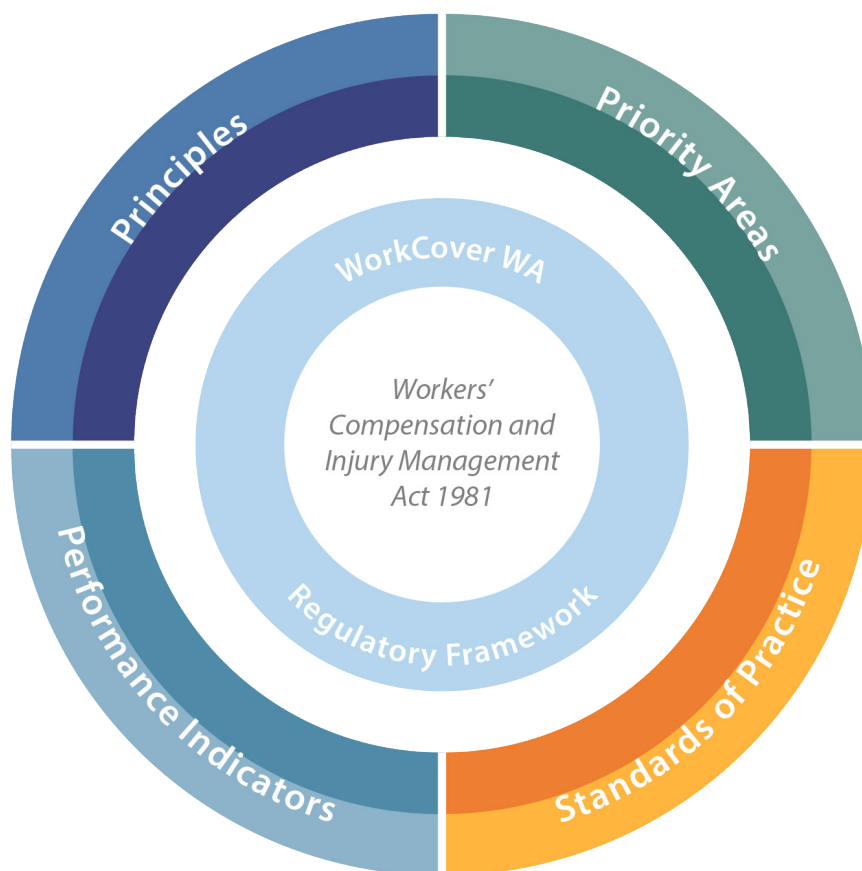 Principles
Priority Areas
WorkCover WA
Workers’
Compensation and
Injury Management
Act 1981
Regulatory Framework
Performance Indicators
Standards of Practice